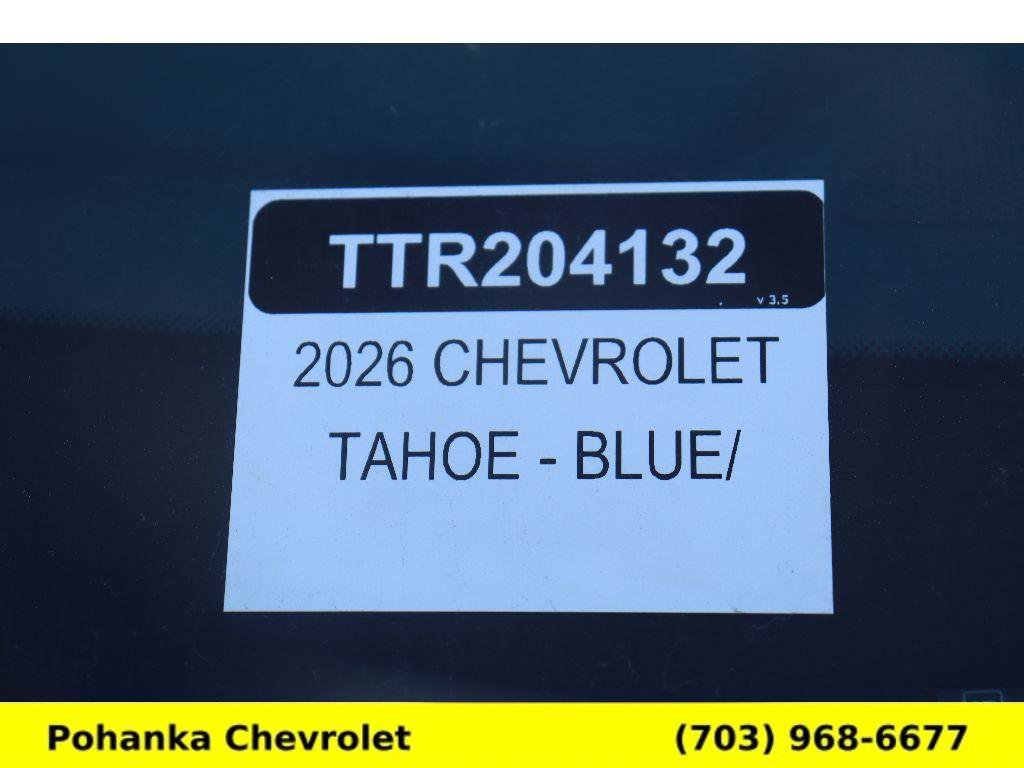 TTR204132
v 3.5
2026 CHEVROLET
TAHOE - BLUE/
Pohanka Chevrolet (703) 968-6677